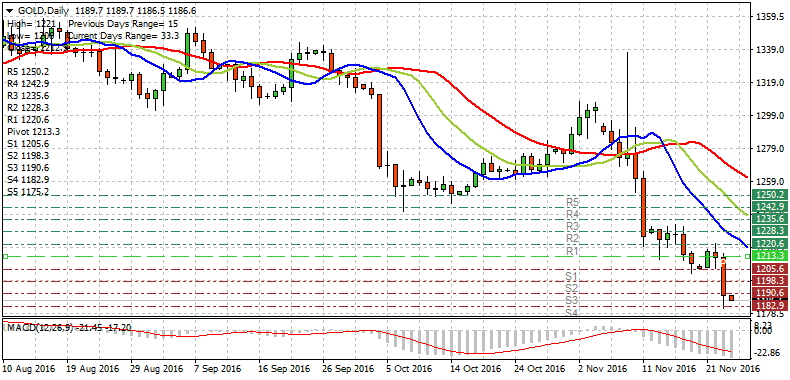 GOLD,Daily 1189.7 1189.7 1186.5 1186.6
High= 1221 Previous Days Range= 15
Low= Current Days Range= 33.3
R5 1250.2
R4 1242.9
R3 1235.6
R2 1228.3
R1 1220.6
Pivot 1213.3
S1 1205.6
S2 1198.3
S3 1190.6
S4 1182.9
S5 1175.2
R5
R4
R3
R2
R1
S1
S2
S3
S4
1359.5
1339.0
1319.0
1299.0
1279.0
1259.0
1250.2
1242.9
1235.6
1228.3
1220.6
1213.3
1205.6
1198.3
1190.6
1182.9
1178.5
MACD(12,26,9) -21.45 -17.20
8.23
0.00
-22.86
10 Aug 2016 19 Aug 2016 29 Aug 2016 7 Sep 2016 16 Sep 2016 26 Sep 2016 5 Oct 2016 14 Oct 2016 24 Oct 2016 2 Nov 2016 11 Nov 2016 21 Nov 2016